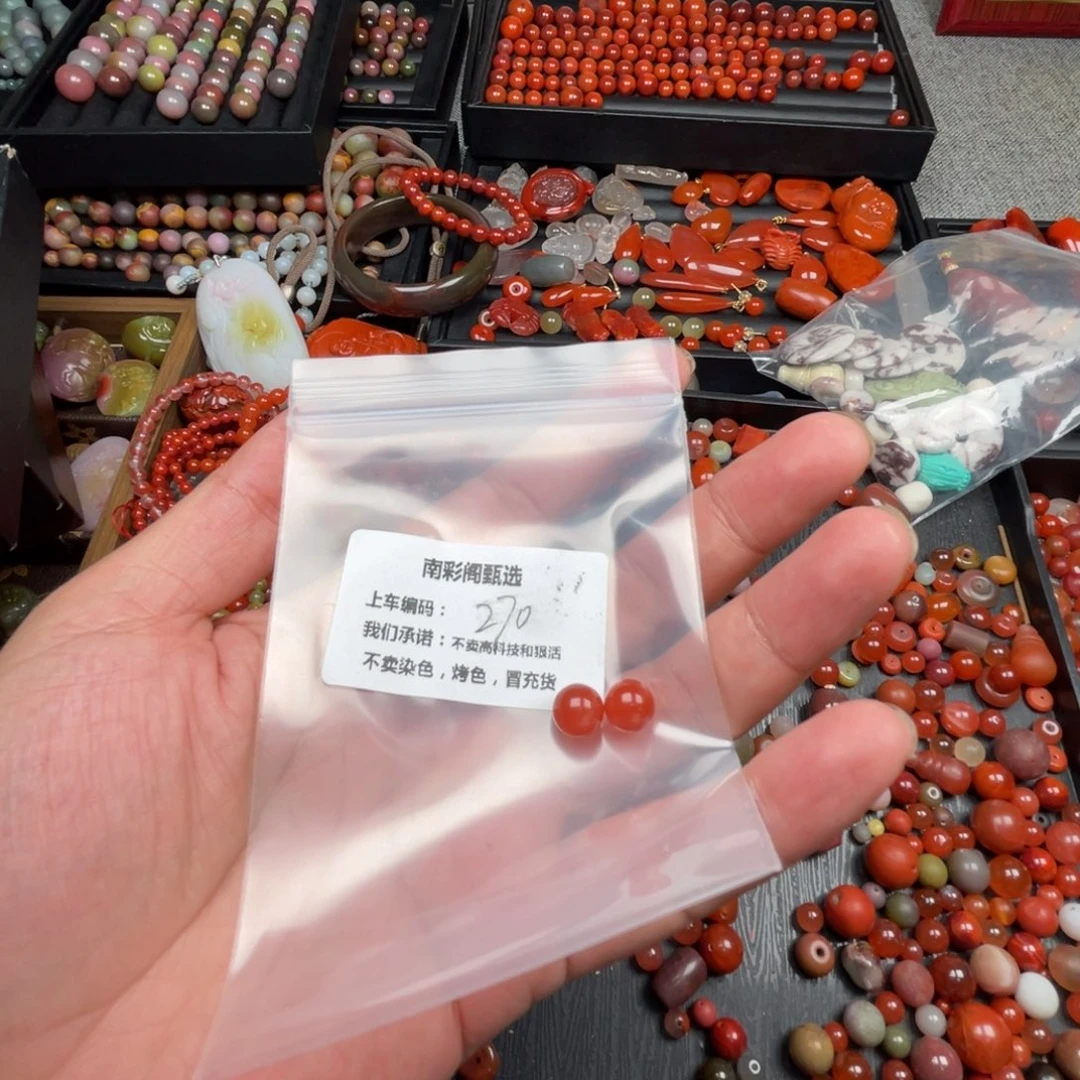 南彩阁甄选
上车编码：270
我们承诺：不卖高科技和狠活
不卖染色，烤色，冒充货